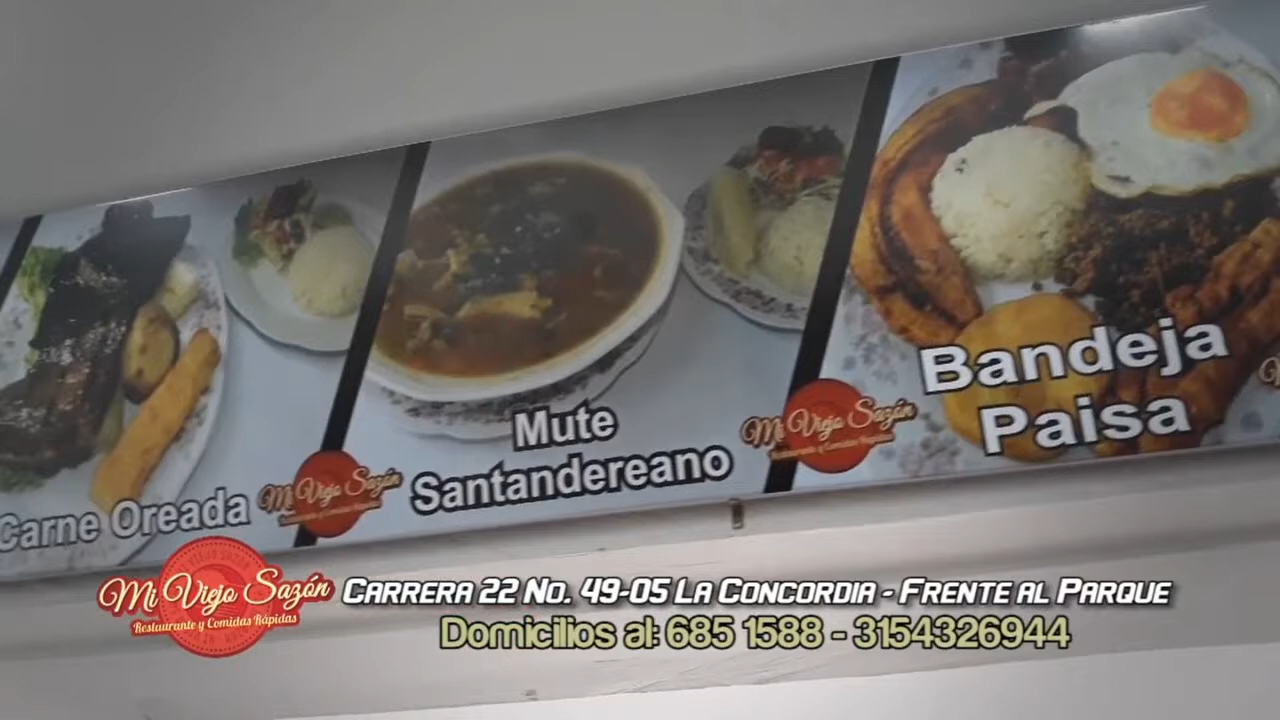 Carne Oreada
Mi Viejo Sazón
Mute
Santandereano
Mi Viejo Sazón
Restaurante y Comidas Rápidas
Bandeja
Paisa
Mi Viejo Sazón
Restaurante y Comidas Rápidas
Carrera 22 No. 49-05 La Concordia - Frente al Parque
Domicilios al: 685 1588 - 3154326944